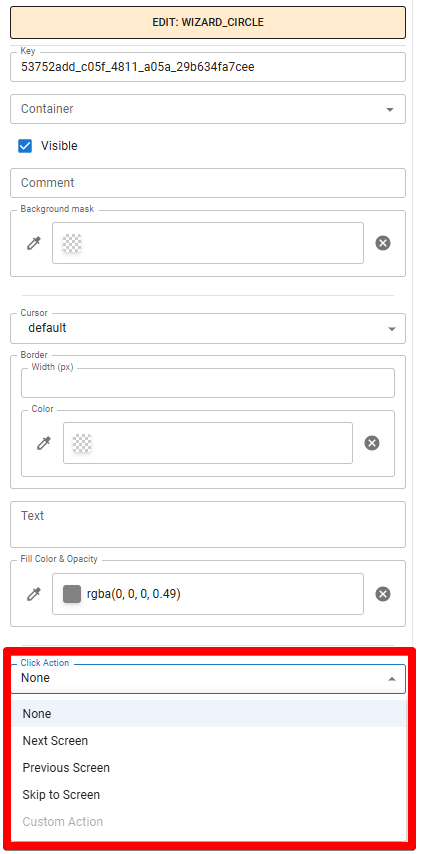 EDIT: WIZARD_CIRCLE
Key
53752add_c05f_4811_a05a_29b634fa7cee
Container
Visible
Comment
Background mask
Cursor
default
Border
Width (px)
Color
Text
Fill Color & Opacity
rgba(0, 0, 0, 0.49)
Click Action
None
None
Next Screen
Previous Screen
Skip to Screen
Custom Action